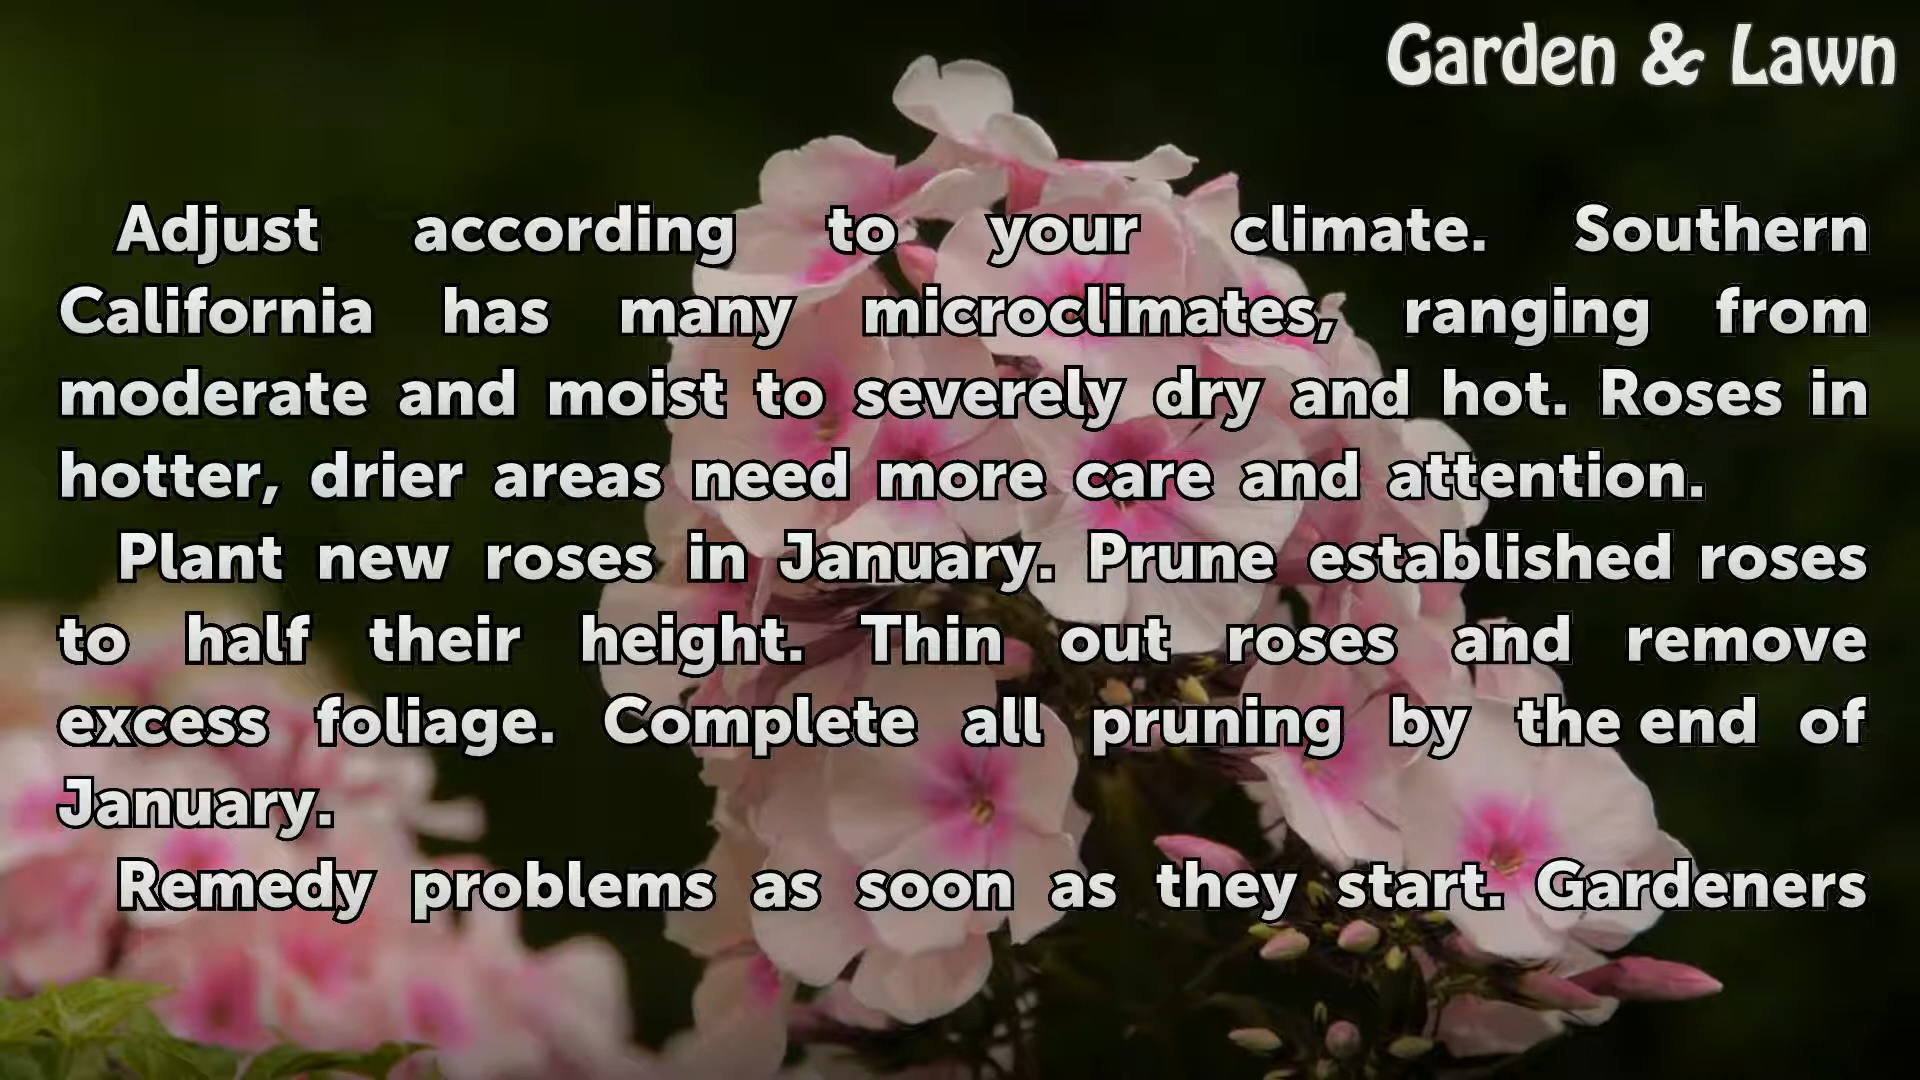 Garden & Lawn
Adjust according to your climate. Southern
California has many microclimates, ranging from
moderate and moist to severely dry and hot. Roses in
hotter, drier areas need more care and attention.
Plant new roses in January. Prune established roses
to half their height. Thin out roses and remove
excess foliage. Complete all pruning by the end of
January.
Remedy problems as soon as they start. Gardeners